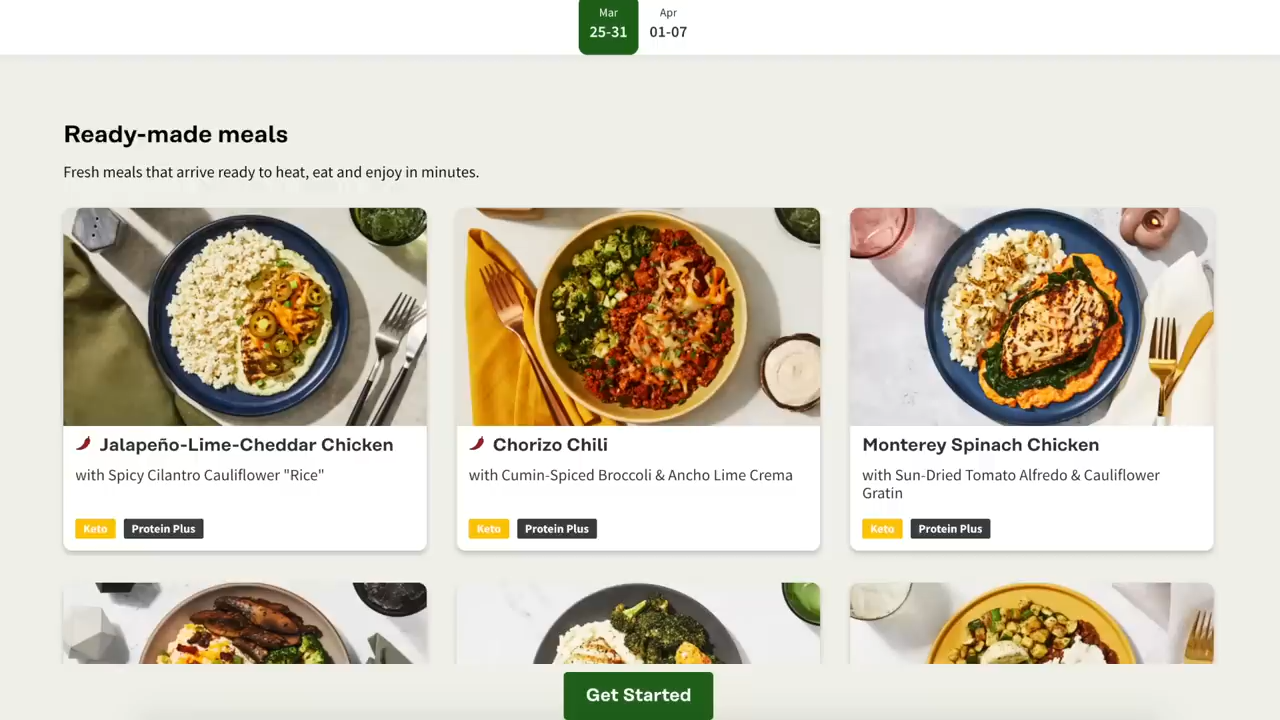 Mar
25-31
Apr
01-07
Ready-made meals
Fresh meals that arrive ready to heat, eat and enjoy in minutes.
Jalapeño-Lime-Cheddar Chicken
with Spicy Cilantro Cauliflower "Rice"
Keto
Protein Plus
Chorizo Chili
with Cumin-Spiced Broccoli & Ancho Lime Crema
Keto
Protein Plus
Monterey Spinach Chicken
with Sun-Dried Tomato Alfredo & Cauliflower
Gratin
Keto
Protein Plus
Get Started